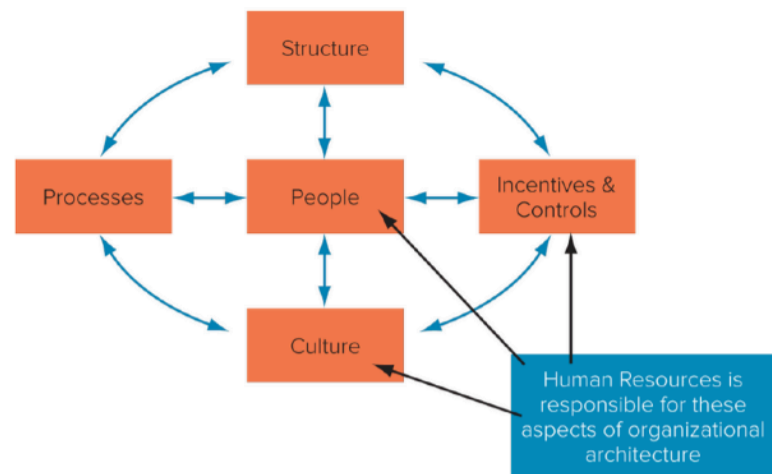 Structure
Processes
People
Incentives &
Controls
Culture
Human Resources is
responsible for these
aspects of organizational
architecture